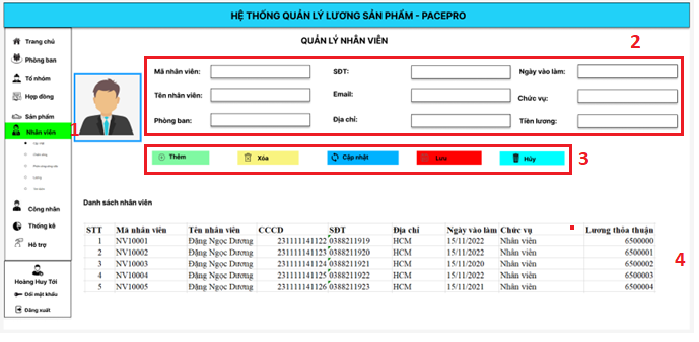 HỆ THỐNG QUẢN LÝ LƯƠNG SẢN PHẨM - PACEPRO
QUẢN LÝ NHÂN VIÊN
2
Trang chủ
Phòng ban
Tổ nhóm
Hợp đồng
Sản phẩm
Nhân viên
1
Công nhân
Thống kê
Hỗ trợ
Hoàng Huy Tới
Đổi mật khẩu
Đăng xuất
Mã nhân viên: SĐT: Ngày vào làm:
Tên nhân viên: Email: Chức vụ:
Phòng ban: Địa chỉ: Tiền lương:
Thêm Xóa Cập nhật Lưu Hủy 3
Danh sách nhân viên
STT Mã nhân viên Tên nhân viên CCCD SĐT Địa chỉ Ngày vào làm Chức vụ Lương thỏa thuận
1 NV10001 Đặng Ngọc Dương 231111141122 0388211919 HCM 15/11/2022 Nhân viên 6500000
2 NV10002 Đặng Ngọc Dương 231111141123 0388211920 HCM 15/11/2022 Nhân viên 6500001
3 NV10003 Đặng Ngọc Dương 231111141124 0388211921 HCM 15/11/2020 Nhân viên 6500002
4 NV10004 Đặng Ngọc Dương 231111141125 0388211922 HCM 15/11/2022 Nhân viên 6500003
5 NV10005 Đặng Ngọc Dương 231111141126 0388211923 HCM 15/11/2021 Nhân viên 6500004
4